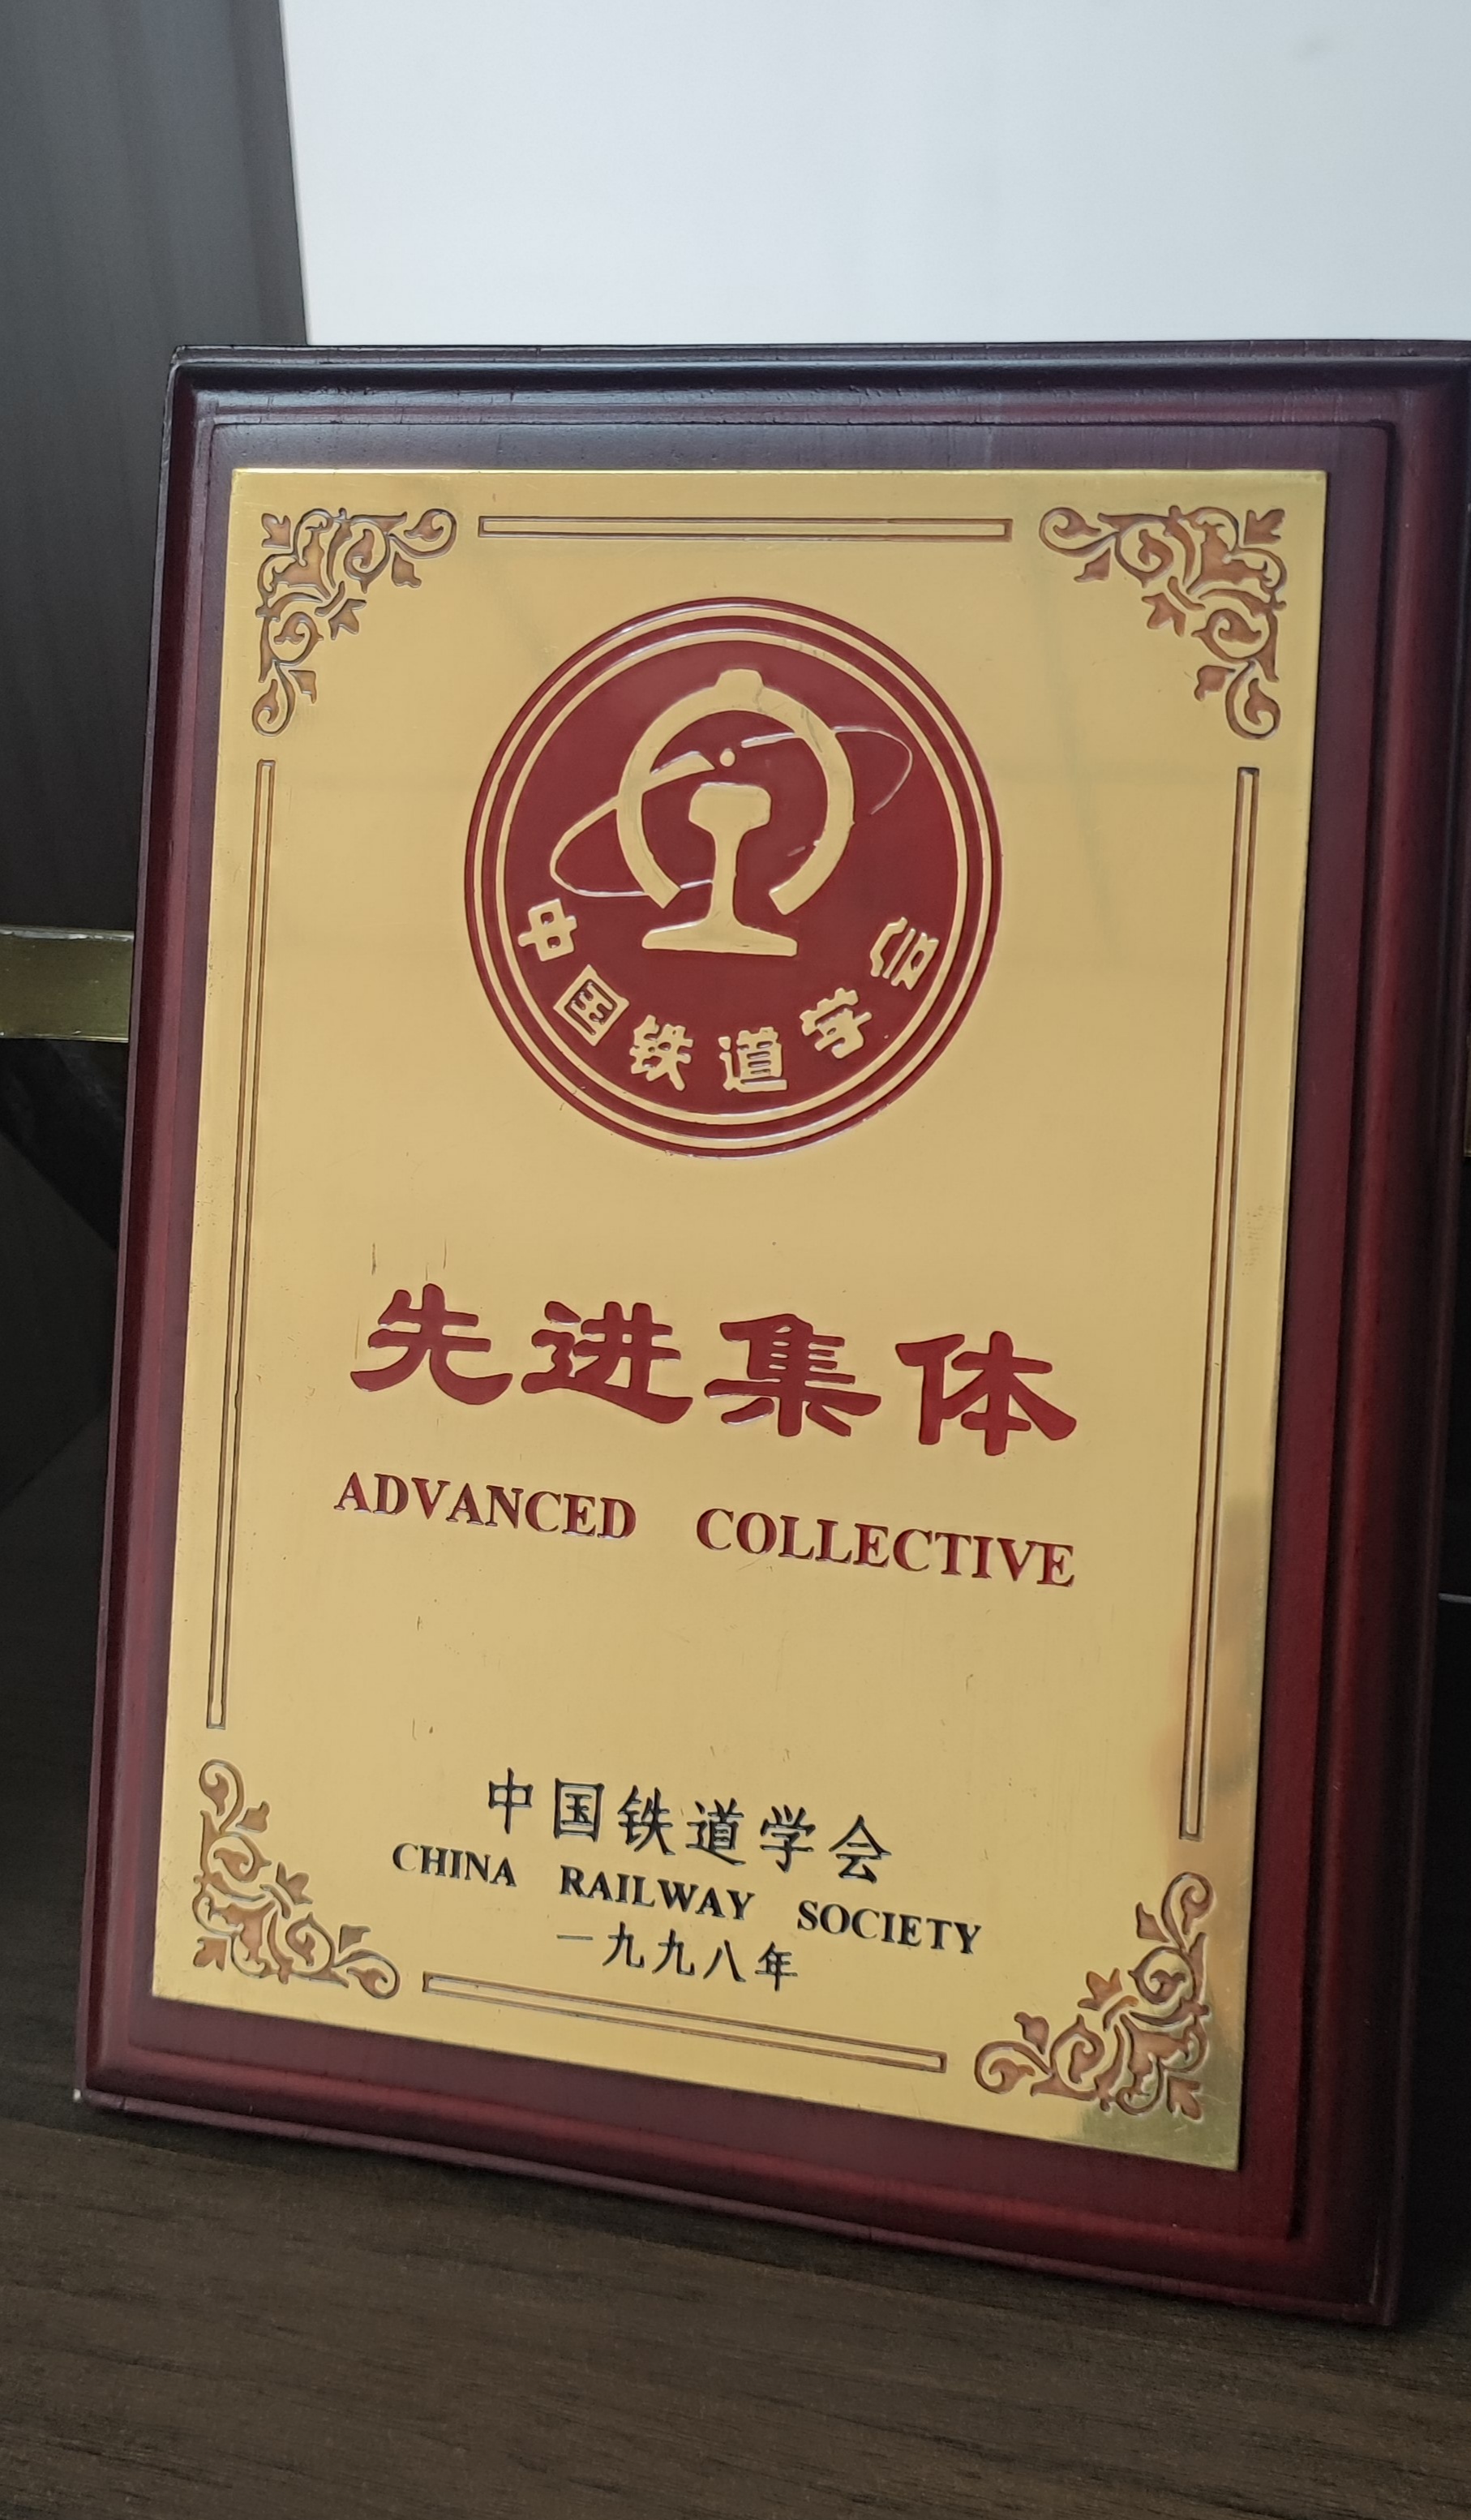 中国铁道学会
先进集体
ADVANCED COLLECTIVE
中国铁道学会
CHINA RAILWAY SOCIETY
一九九八年